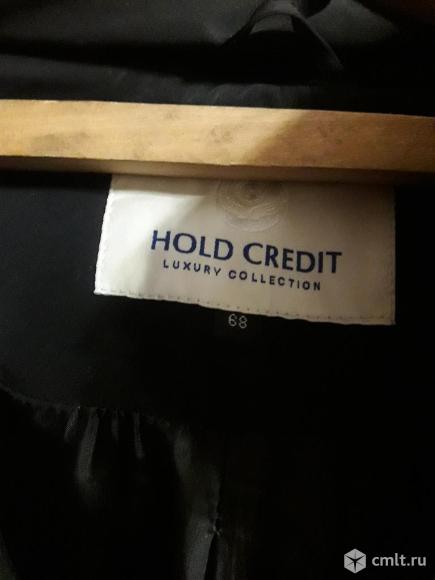 HOLD CREDIT
LUXURY COLLECTION
68
cmlt.ru